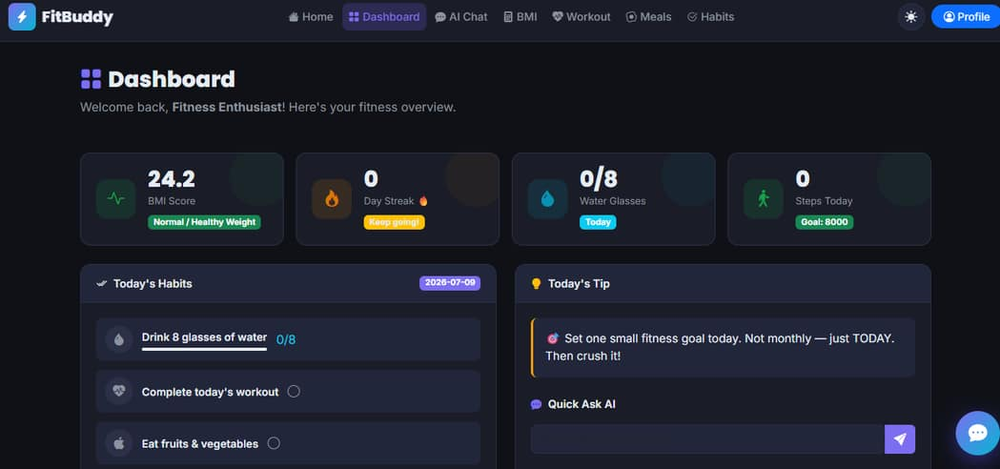 FitBuddy
Home
Dashboard
AI Chat
BMI
Workout
Meals
Habits
Profile
Dashboard
Welcome back, Fitness Enthusiast! Here's your fitness overview.
24.2
BMI Score
Normal / Healthy Weight
0
Day Streak 🔥
Keep going!
0/8
Water Glasses
Today
0
Steps Today
Goal: 8000
Today's Habits
2026-07-09
Drink 8 glasses of water 0/8
Complete today's workout
Eat fruits & vegetables
Today's Tip
🎯 Set one small fitness goal today. Not monthly — just TODAY.
Then crush it!
Quick Ask AI